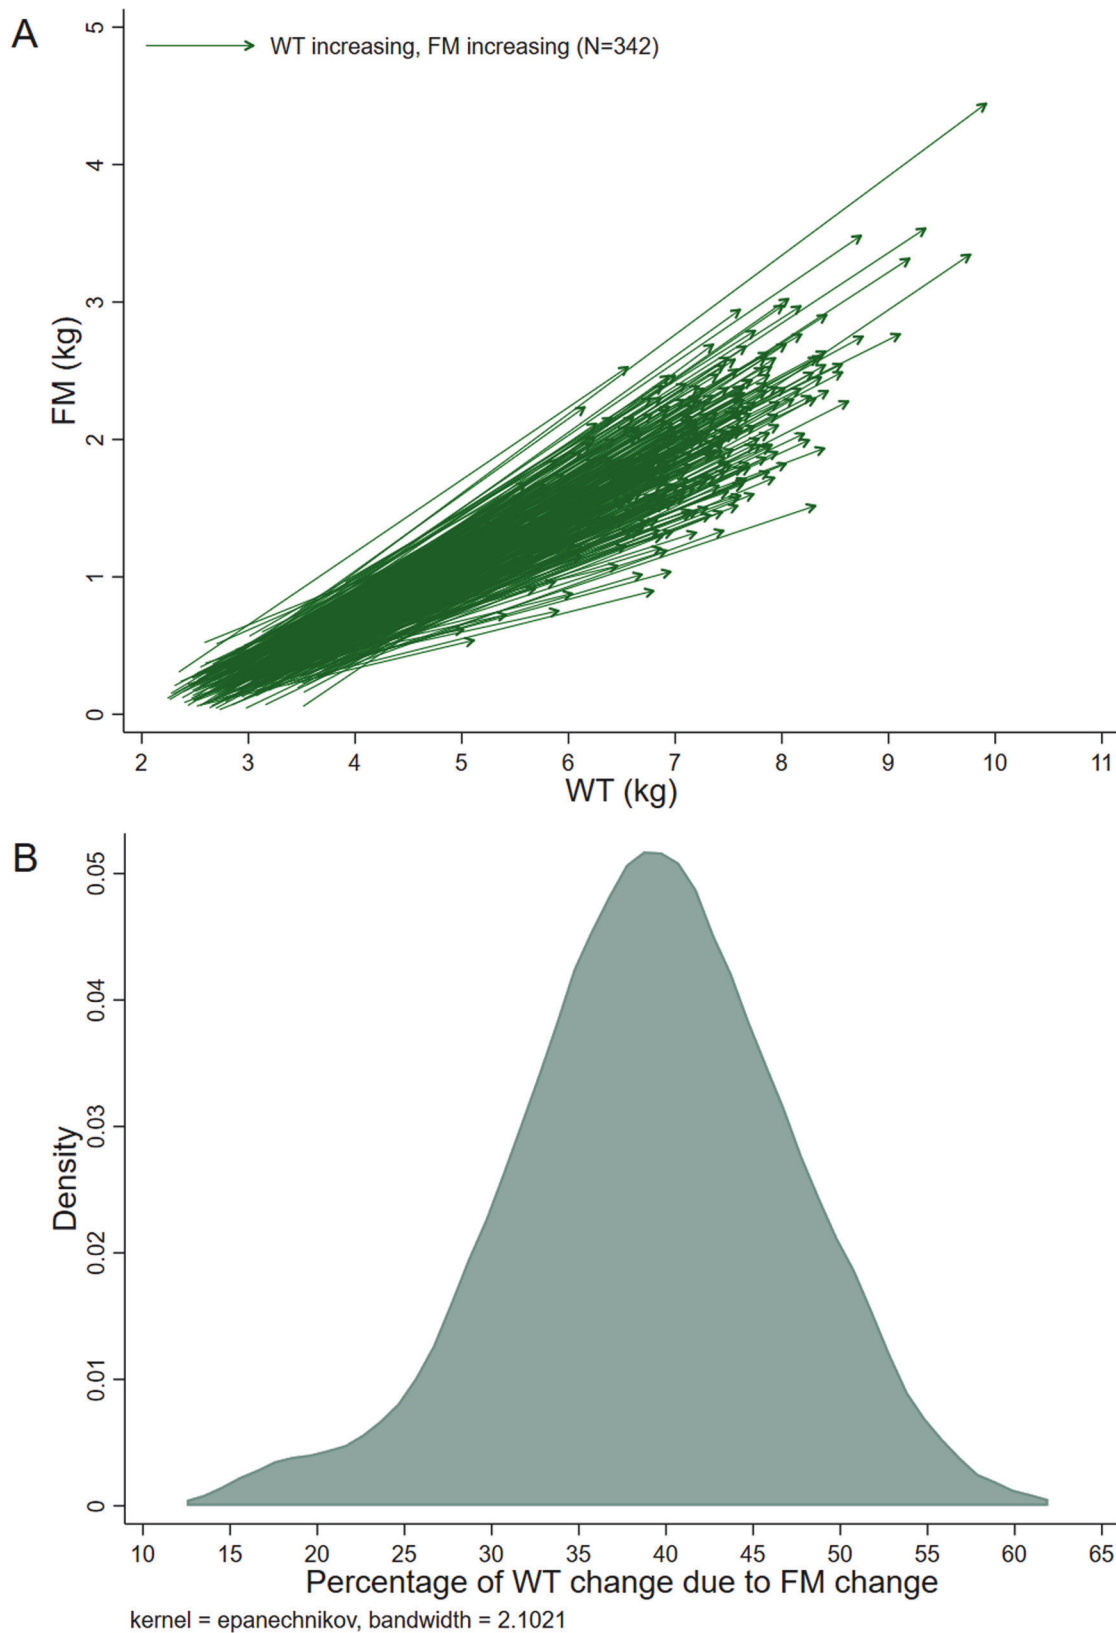 A
5
WT increasing, FM increasing (N=342)
4
3
2
1
0
FM (kg)
2 3 4 5 6 7 8 9 10 11
WT (kg)
B
0.05
0.04
0.03
0.02
0.01
0
Density
10 15 20 25 30 35 40 45 50 55 60 65
Percentage of WT change due to FM change
kernel = epanechnikov, bandwidth = 2.1021